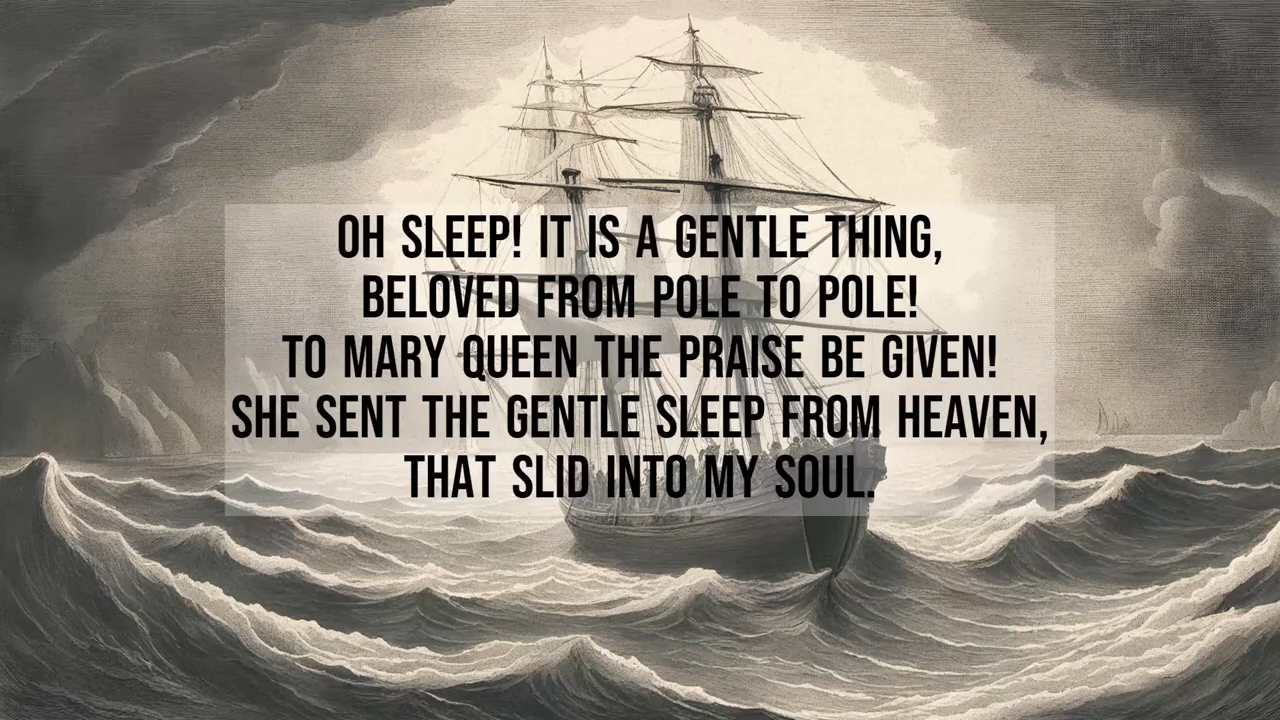 OH SLEEP! IT IS A GENTLE THING,
BELOVED FROM POLE TO POLE!
TO MARY QUEEN THE PRAISE BE GIVEN!
SHE SENT THE GENTLE SLEEP FROM HEAVEN,
THAT SLID INTO MY SOUL.